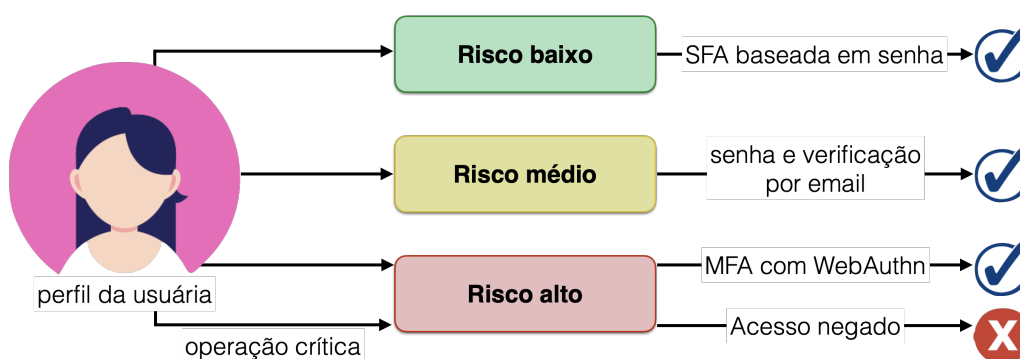 Risco baixo
SFA baseada em senha
Risco médio
senha e verificação
por email
perfil da usuária
Risco alto
MFA com WebAuthn
operação crítica
Acesso negado
X